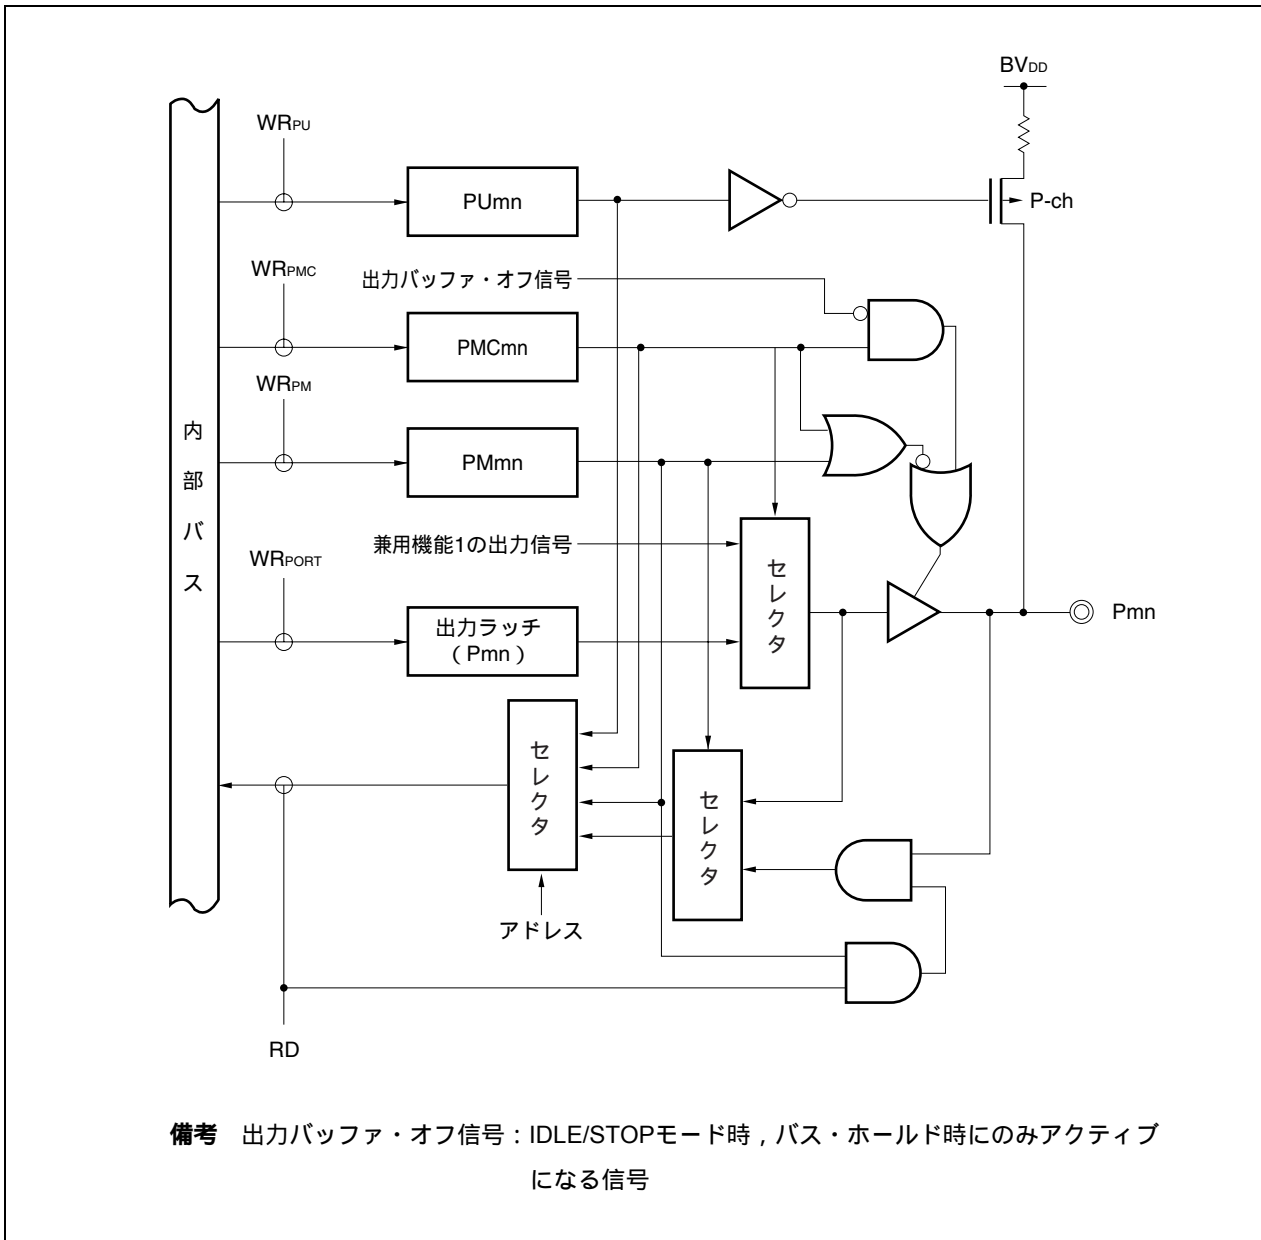 BVDD
WRPU
PUmn
P-ch
出力バッファ・オフ信号
WRPMC
PMCmn
WRPM
PMmn
内部バス
兼用機能1の出力信号
WRPORT
セレクタ
出力ラッチ
(Pmn)
Pmn
セレクタ
セレクタ
アドレス
RD
備考 出力バッファ・オフ信号:IDLE/STOPモード時,バス・ホールド時にのみアクティブ
になる信号